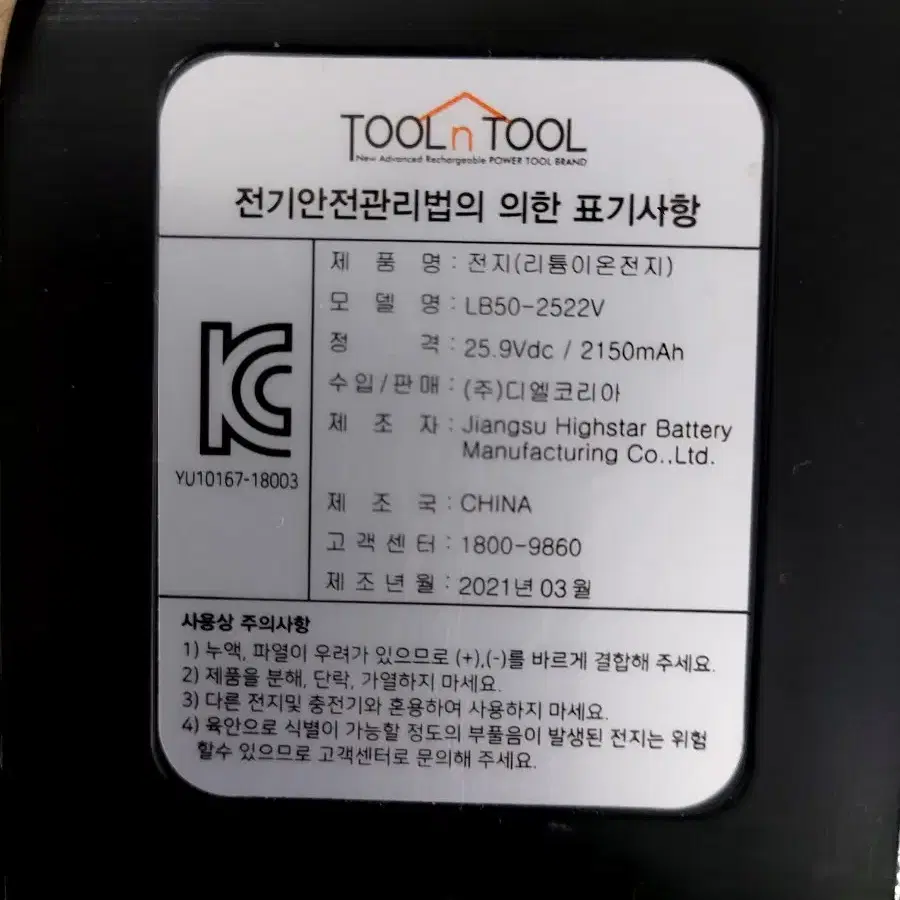 TOOL n TOOL
New Advanced Rechargeable POWER TOOL BRAND
전기안전관리법의 의한 표기사항
제 품 명 : 전지(리튬이온전지)
모 델 명 : LB50-2522V
정 격 : 25.9Vdc / 2150mAh
수입/판매 : (주)디엘코리아
제 조 자 : Jiangsu Highstar Battery
Manufacturing Co.,Ltd.
제 조 국 : CHINA
고객센터 : 1800-9860
제조년월 : 2021년 03월
KC
YU10167-18003
사용상 주의사항
1) 누액, 파열이 우려가 있으므로 (+),(-)를 바르게 결합해 주세요.
2) 제품을 분해, 단락, 가열하지 마세요.
3) 다른 전지및 충전기와 혼용하여 사용하지 마세요.
4) 육안으로 식별이 가능할 정도의 부풀음이 발생된 전지는 위험
할수 있으므로 고객센터로 문의해 주세요.